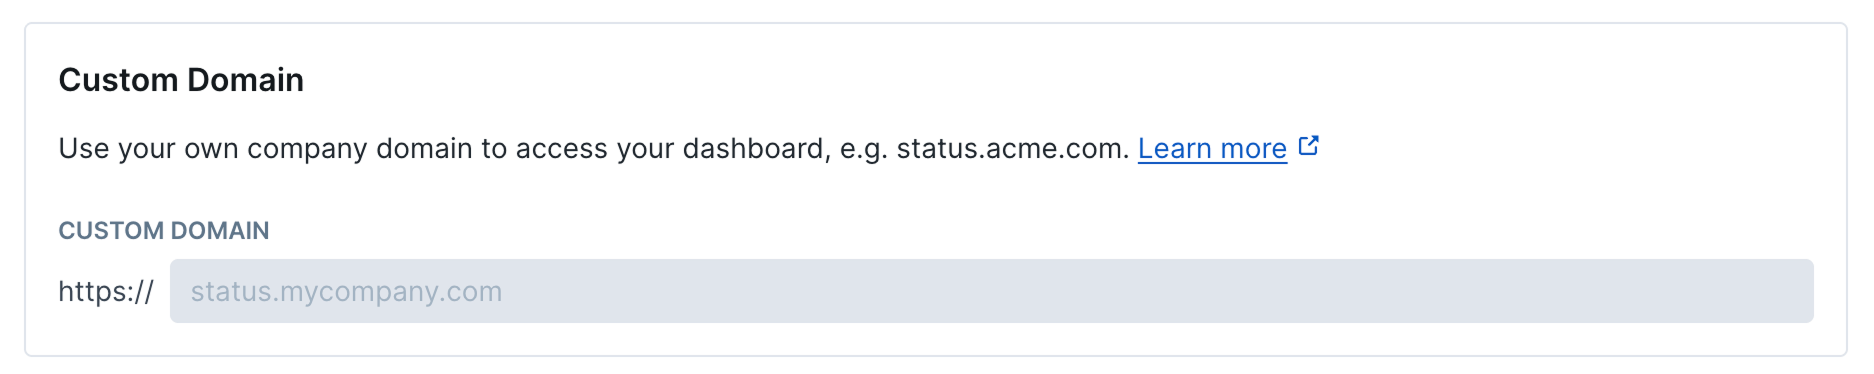 Custom Domain
Use your own company domain to access your dashboard, e.g. status.acme.com. Learn more
CUSTOM DOMAIN
https:// status.mycompany.com